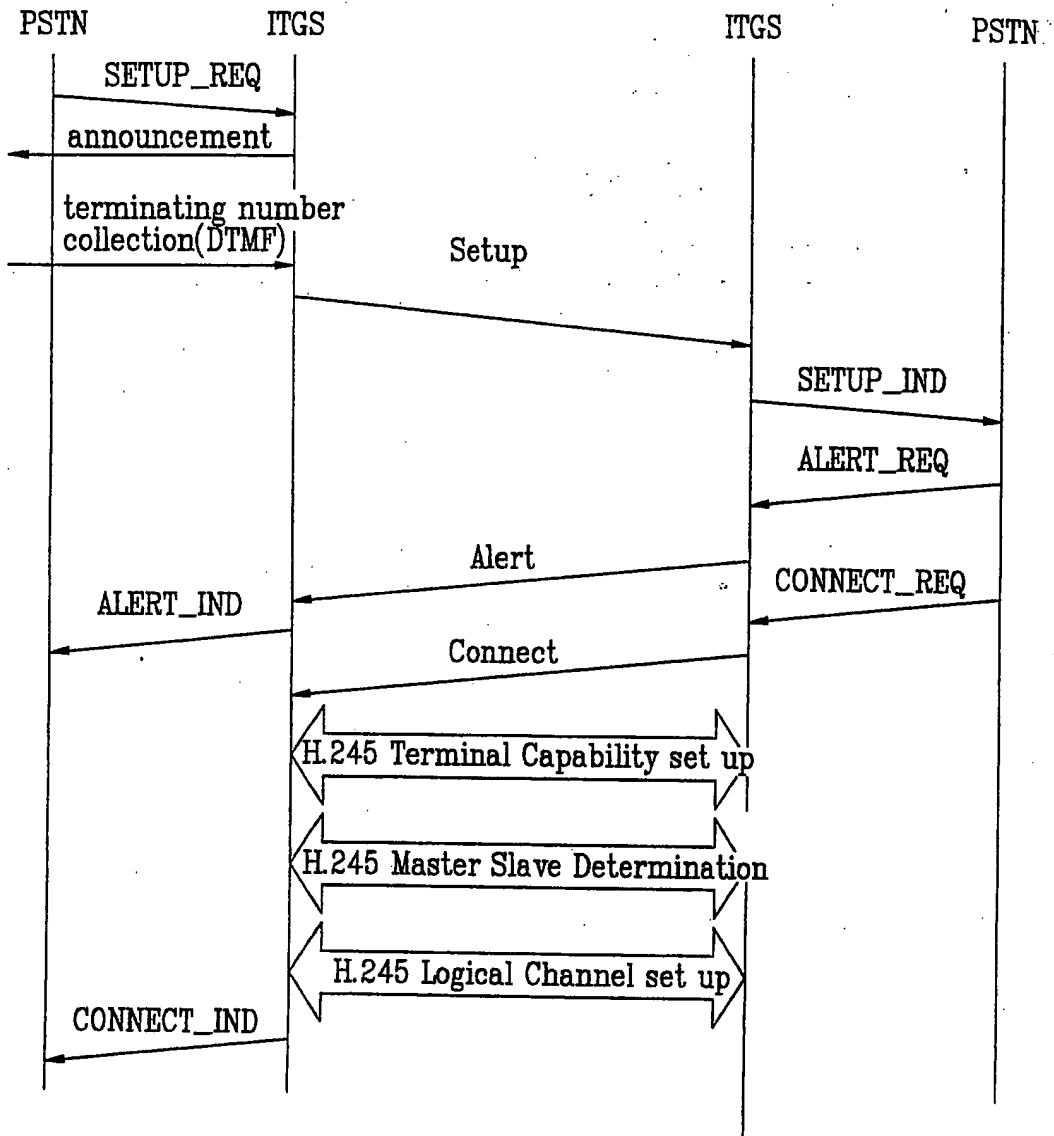 PSTN
ITGS
ITGS
PSTN
SETUP_REQ
announcement
terminating number
collection(DTMF)
Setup
SETUP_IND
ALERT_REQ
Alert
CONNECT_REQ
ALERT_IND
Connect
H.245 Terminal Capability set up
H.245 Master Slave Determination
H.245 Logical Channel set up
CONNECT_IND